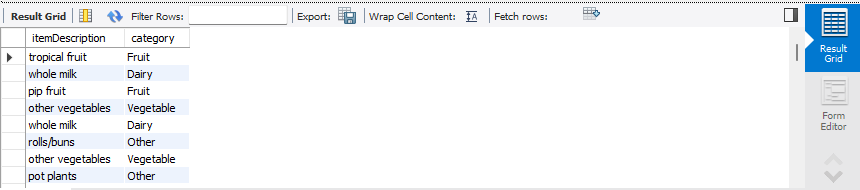 Result Grid Filter Rows: Export: Wrap Cell Content: Fetch rows:
itemDescription category
tropical fruit Fruit
whole milk Dairy
pip fruit Fruit
other vegetables Vegetable
whole milk Dairy
rolls/buns Other
other vegetables Vegetable
pot plants Other
Result
Grid
Form
Editor